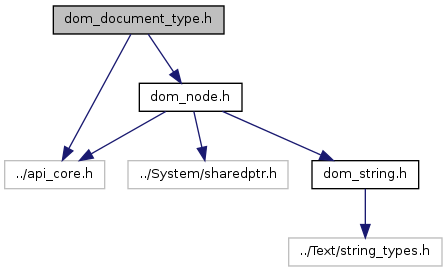 dom_document_type.h
dom_node.h
../api_core.h
../System/sharedptr.h
dom_string.h
../Text/string_types.h